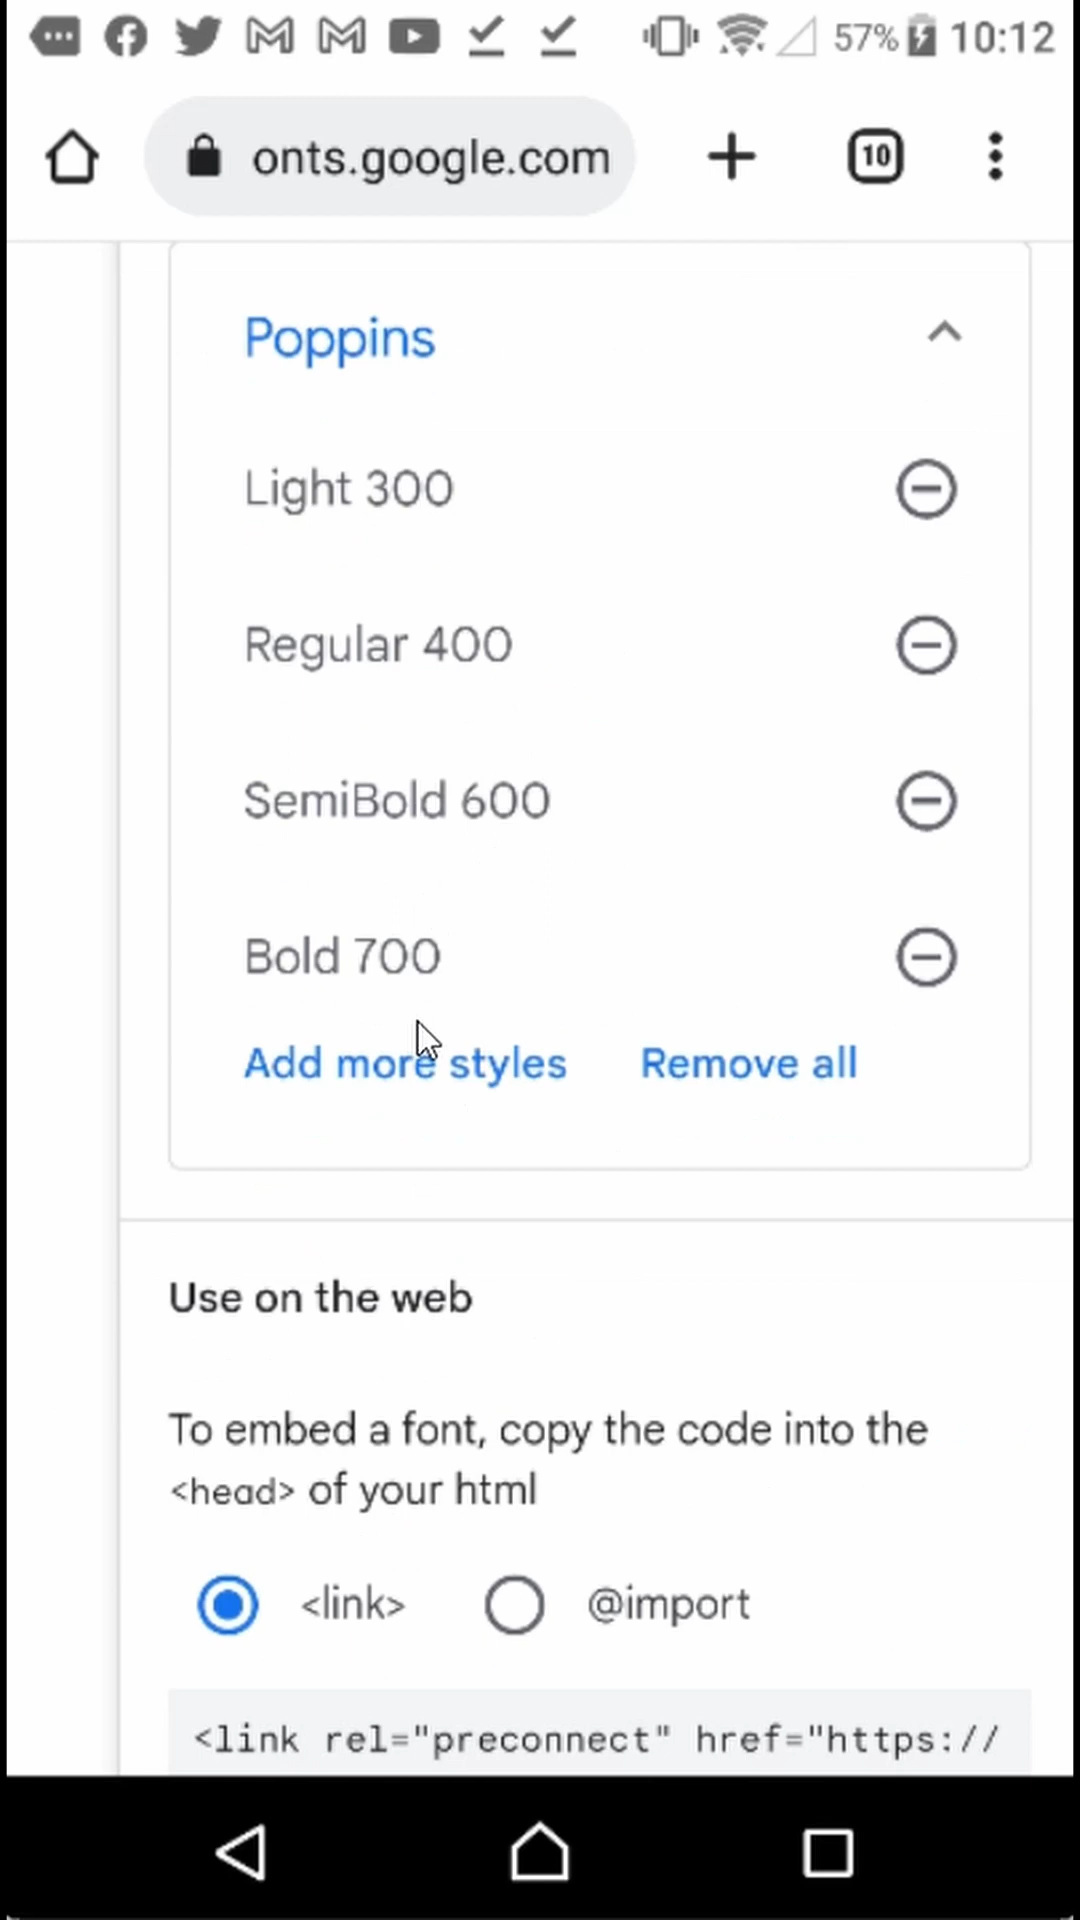 57% 10:12
onts.google.com 10
Poppins
Light 300
Regular 400
SemiBold 600
Bold 700
Add more styles Remove all
Use on the web
To embed a font, copy the code into the
<head> of your html
<link> @import
<link rel="preconnect" href="https://